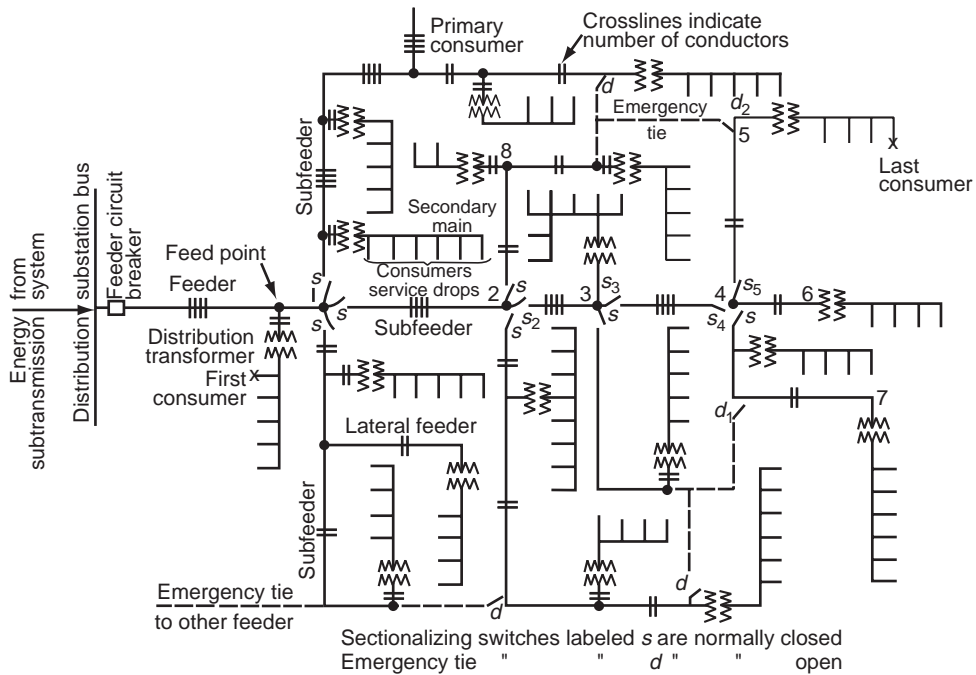 Primary
consumer
Crosslines indicate
number of conductors
d
Emergency
tie
d2
5
x
Last
consumer
8
Subfeeder
Secondary
main
Consumers
service drops
Energy from
subtransmission system
Distribution substation bus
Feeder circuit
breaker
Feed point
Feeder
1
s
s
s
Subfeeder
2
s
s
s2
3
s3
s
4
s4
s5
s
6
Distribution
transformer
First
consumer
x
Lateral feeder
d1
7
Subfeeder
d
d
Emergency tie
to other feeder
Sectionalizing switches labeled s are normally closed
Emergency tie " " d " " open